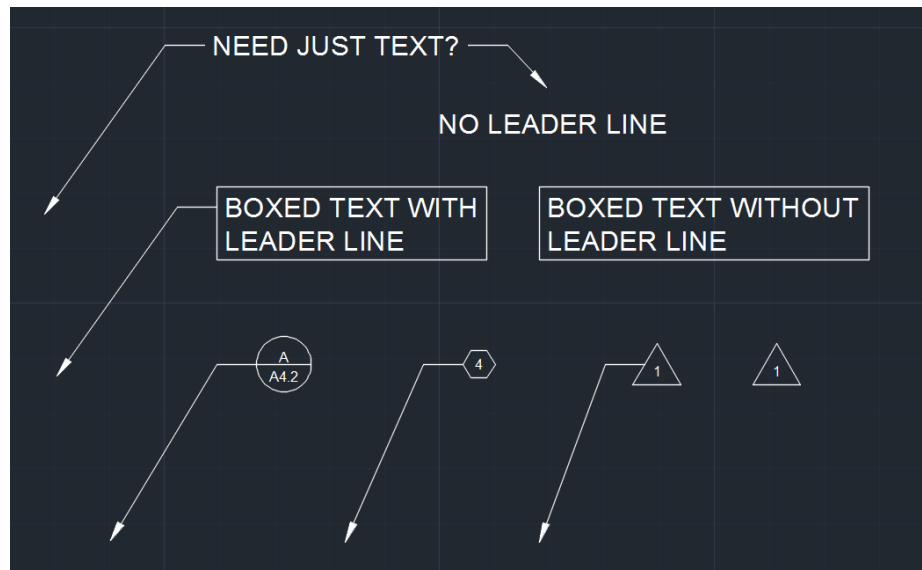 NEED JUST TEXT?
NO LEADER LINE
BOXED TEXT WITH
LEADER LINE
BOXED TEXT WITHOUT
LEADER LINE
A
A4.2
4
1
1